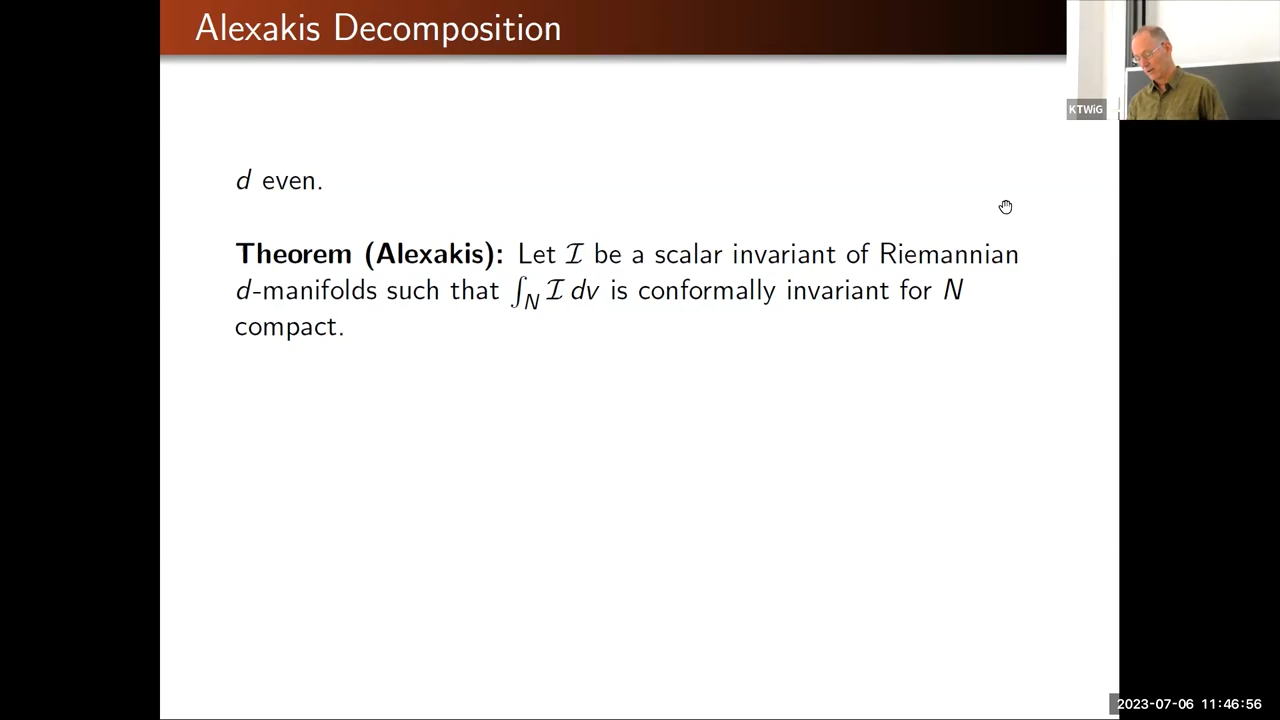 Alexakis Decomposition
KTWiG
d even.
Theorem (Alexakis): Let 𝓘 be a scalar invariant of Riemannian
d-manifolds such that ∫_N 𝓘 dv is conformally invariant for N
compact.
2023-07-06 11:46:56